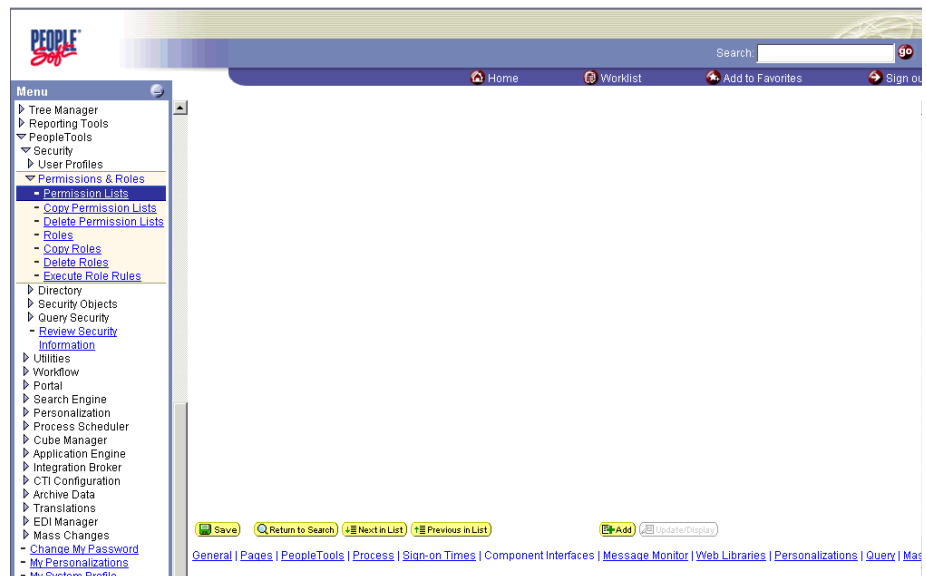 PEOPLE
Soft
Search:
go
Home
Worklist
Add to Favorites
Sign ou
Menu
Tree Manager
Reporting Tools
PeopleTools
Security
User Profiles
Permissions & Roles
Permission Lists
Copy Permission Lists
Delete Permission Lists
Roles
Copy Roles
Delete Roles
Execute Role Rules
Directory
Security Objects
Query Security
Review Security
Information
Utilities
Workflow
Portal
Search Engine
Personalization
Process Scheduler
Cube Manager
Application Engine
Integration Broker
CTI Configuration
Archive Data
Translations
EDI Manager
Mass Changes
Change My Password
My Personalizations
My System Profile
Save
Return to Search
Next in List
Previous in List
Add
Update/Display
General | Pages | PeopleTools | Process | Sign-on Times | Component Interfaces | Message Monitor | Web Libraries | Personalizations | Query | Mas